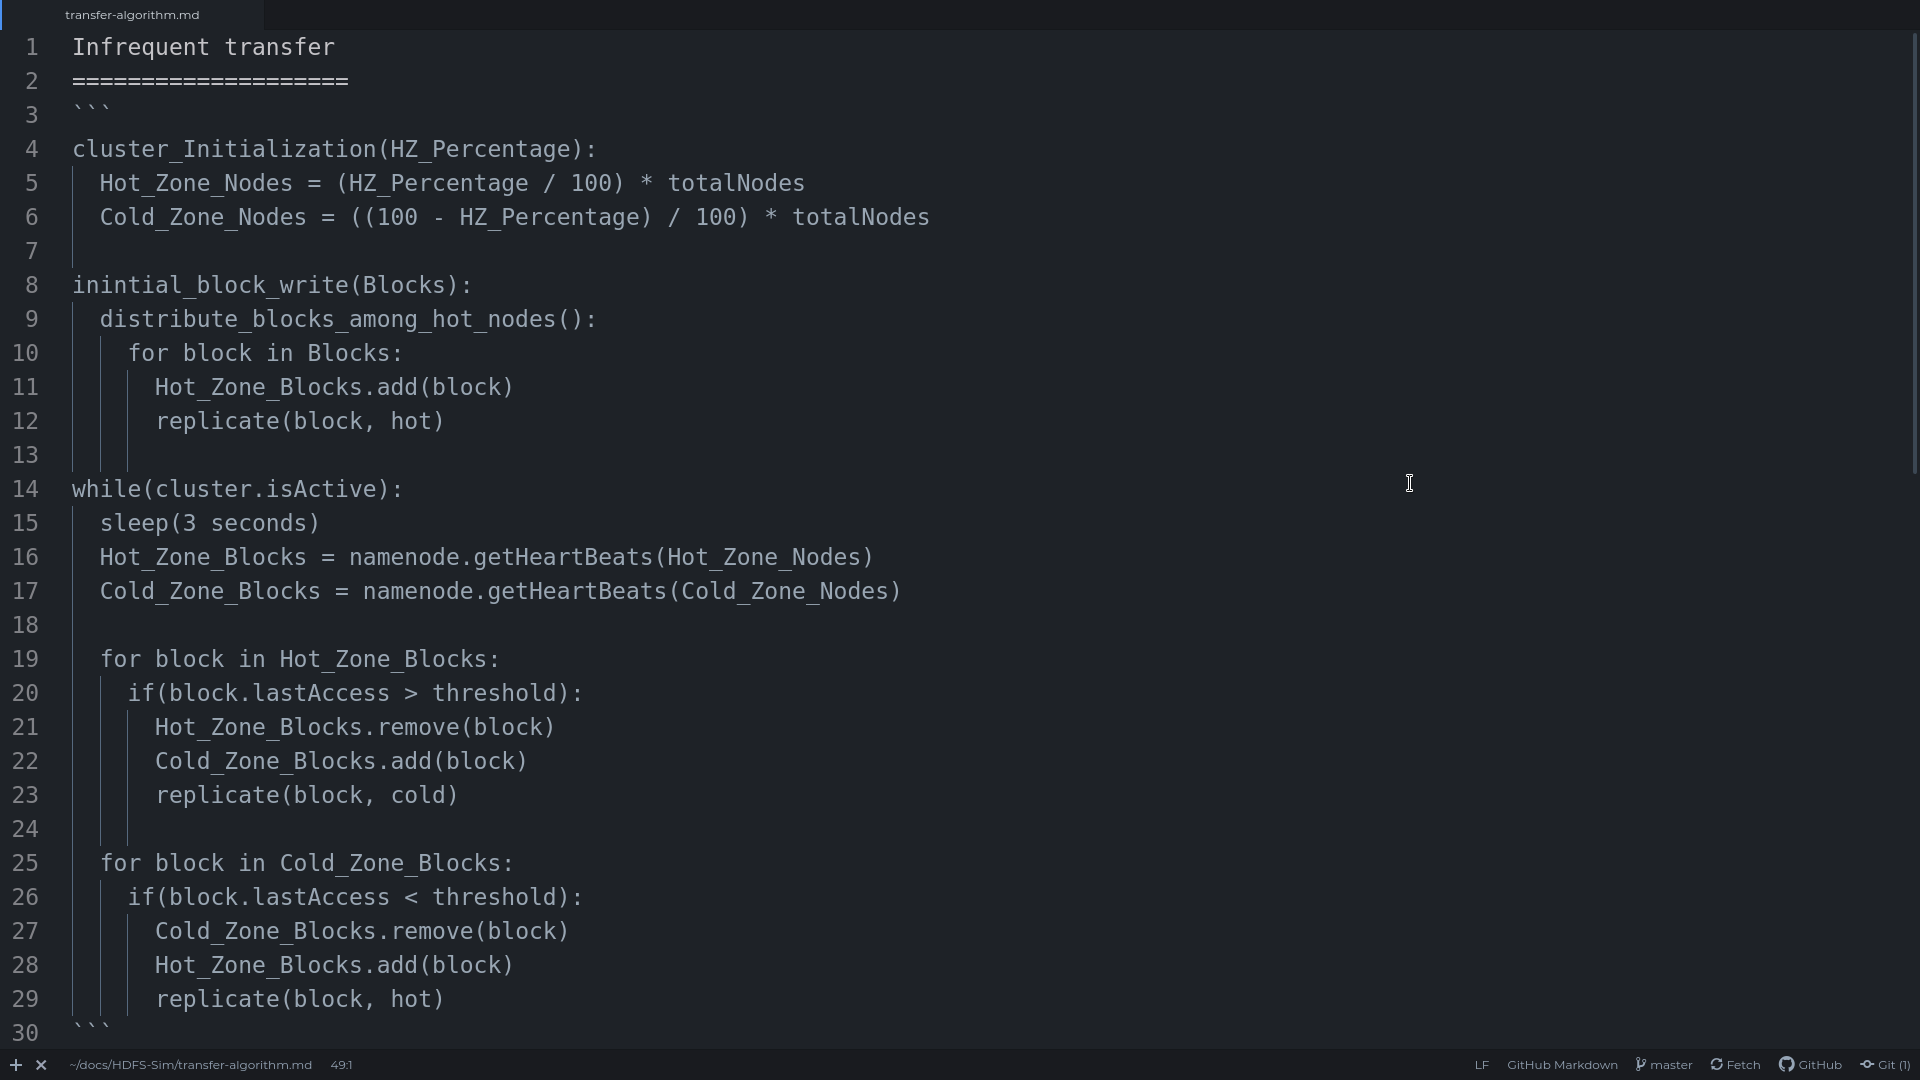 transfer-algorithm.md
1 Infrequent transfer
2 ====================
3 ```
4 cluster_Initialization(HZ_Percentage):
5   Hot_Zone_Nodes = (HZ_Percentage / 100) * totalNodes
6   Cold_Zone_Nodes = ((100 - HZ_Percentage) / 100) * totalNodes
7
8 inintial_block_write(Blocks):
9   distribute_blocks_among_hot_nodes():
10     for block in Blocks:
11       Hot_Zone_Blocks.add(block)
12       replicate(block, hot)
13
14 while(cluster.isActive):
15   sleep(3 seconds)
16   Hot_Zone_Blocks = namenode.getHeartBeats(Hot_Zone_Nodes)
17   Cold_Zone_Blocks = namenode.getHeartBeats(Cold_Zone_Nodes)
18
19   for block in Hot_Zone_Blocks:
20     if(block.lastAccess > threshold):
21       Hot_Zone_Blocks.remove(block)
22       Cold_Zone_Blocks.add(block)
23       replicate(block, cold)
24
25   for block in Cold_Zone_Blocks:
26     if(block.lastAccess < threshold):
27       Cold_Zone_Blocks.remove(block)
28       Hot_Zone_Blocks.add(block)
29       replicate(block, hot)
30 ```
~/docs/HDFS-Sim/transfer-algorithm.md 49:1 LF GitHub Markdown master Fetch GitHub Git (1)